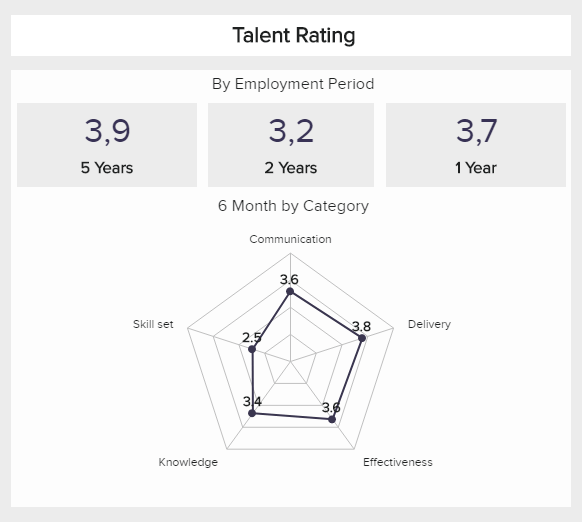 Talent Rating
By Employment Period
3,9
5 Years
3,2
2 Years
3,7
1 Year
6 Month by Category
Communication
3.6
Skill set
2.5
3.8
Delivery
3.4
3.6
Knowledge
Effectiveness